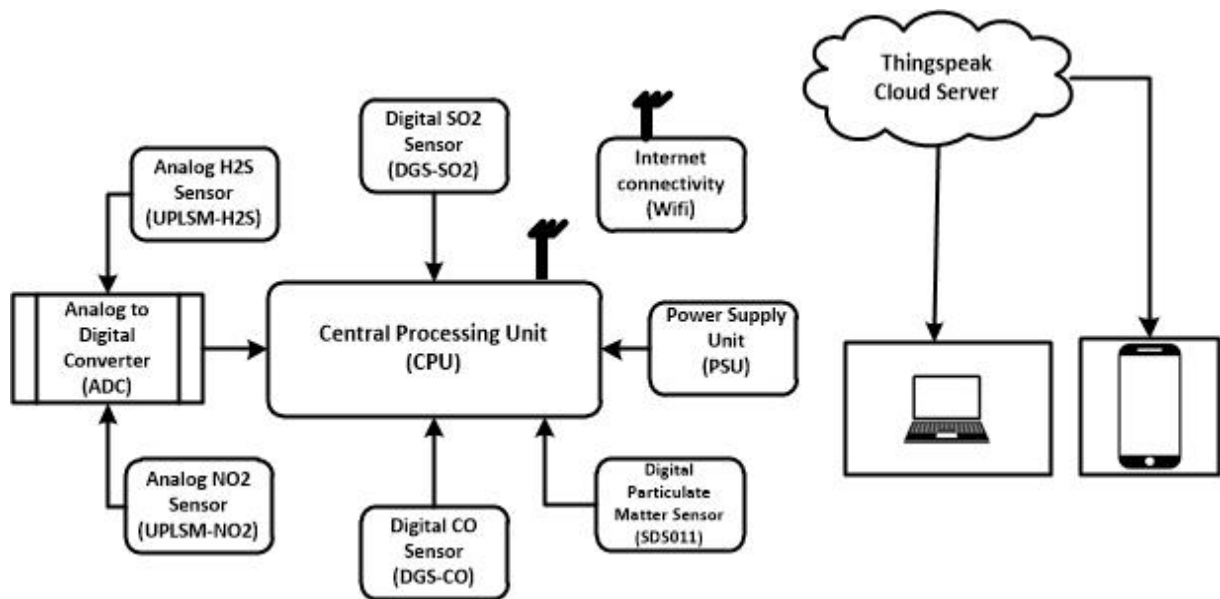 Thingspeak
Cloud Server
Digital SO2
Sensor
(DGS-SO2)
Internet
connectivity
(Wifi)
Analog H2S
Sensor
(UPLSM-H2S)
Analog to
Digital
Converter
(ADC)
Central Processing Unit
(CPU)
Power Supply
Unit
(PSU)
Analog NO2
Sensor
(UPLSM-NO2)
Digital CO
Sensor
(DGS-CO)
Digital
Particulate
Matter Sensor
(SDS011)